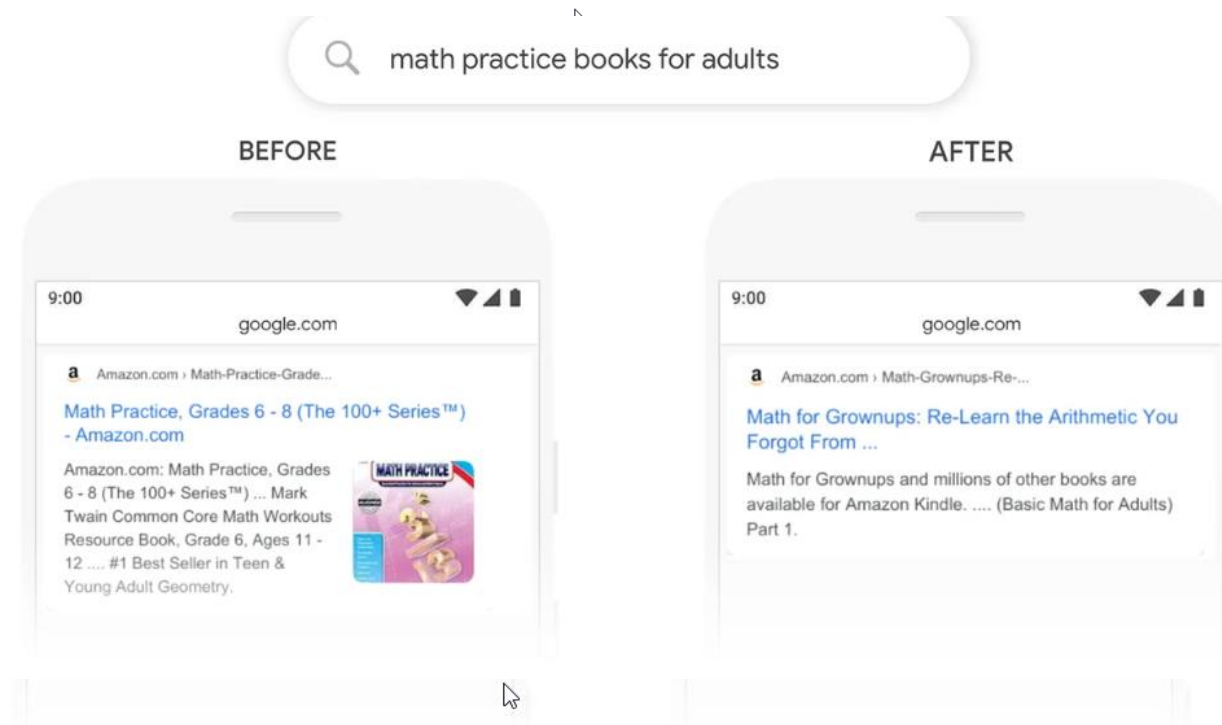 math practice books for adults
BEFORE
AFTER
9:00
google.com
a Amazon.com › Math-Practice-Grade...
Math Practice, Grades 6 - 8 (The 100+ Series™)
- Amazon.com
Amazon.com: Math Practice, Grades
6 - 8 (The 100+ Series™) ... Mark
Twain Common Core Math Workouts
Resource Book, Grade 6, Ages 11 -
12 .... #1 Best Seller in Teen &
Young Adult Geometry.
MATH PRACTICE
9:00
google.com
a Amazon.com › Math-Grownups-Re-...
Math for Grownups: Re-Learn the Arithmetic You
Forgot From ...
Math for Grownups and millions of other books are
available for Amazon Kindle. .... (Basic Math for Adults)
Part 1.